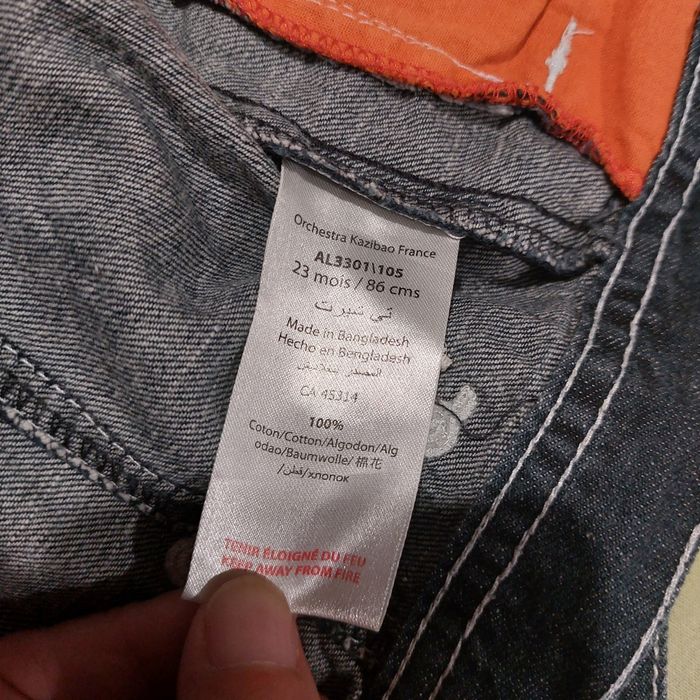 Orchestra Kazibao France
AL3301\105
23 mois / 86 cms
تي شيرت
Made in Bangladesh
Hecho en Bengladesh
المصدر بنغلاديش
CA 45314
100%
Coton/Cotton/Algodon/Alg
odao/Baumwolle/ 棉花
/قطن/хлопок
TENIR ÉLOIGNÉ DU FEU
KEEP AWAY FROM FIRE